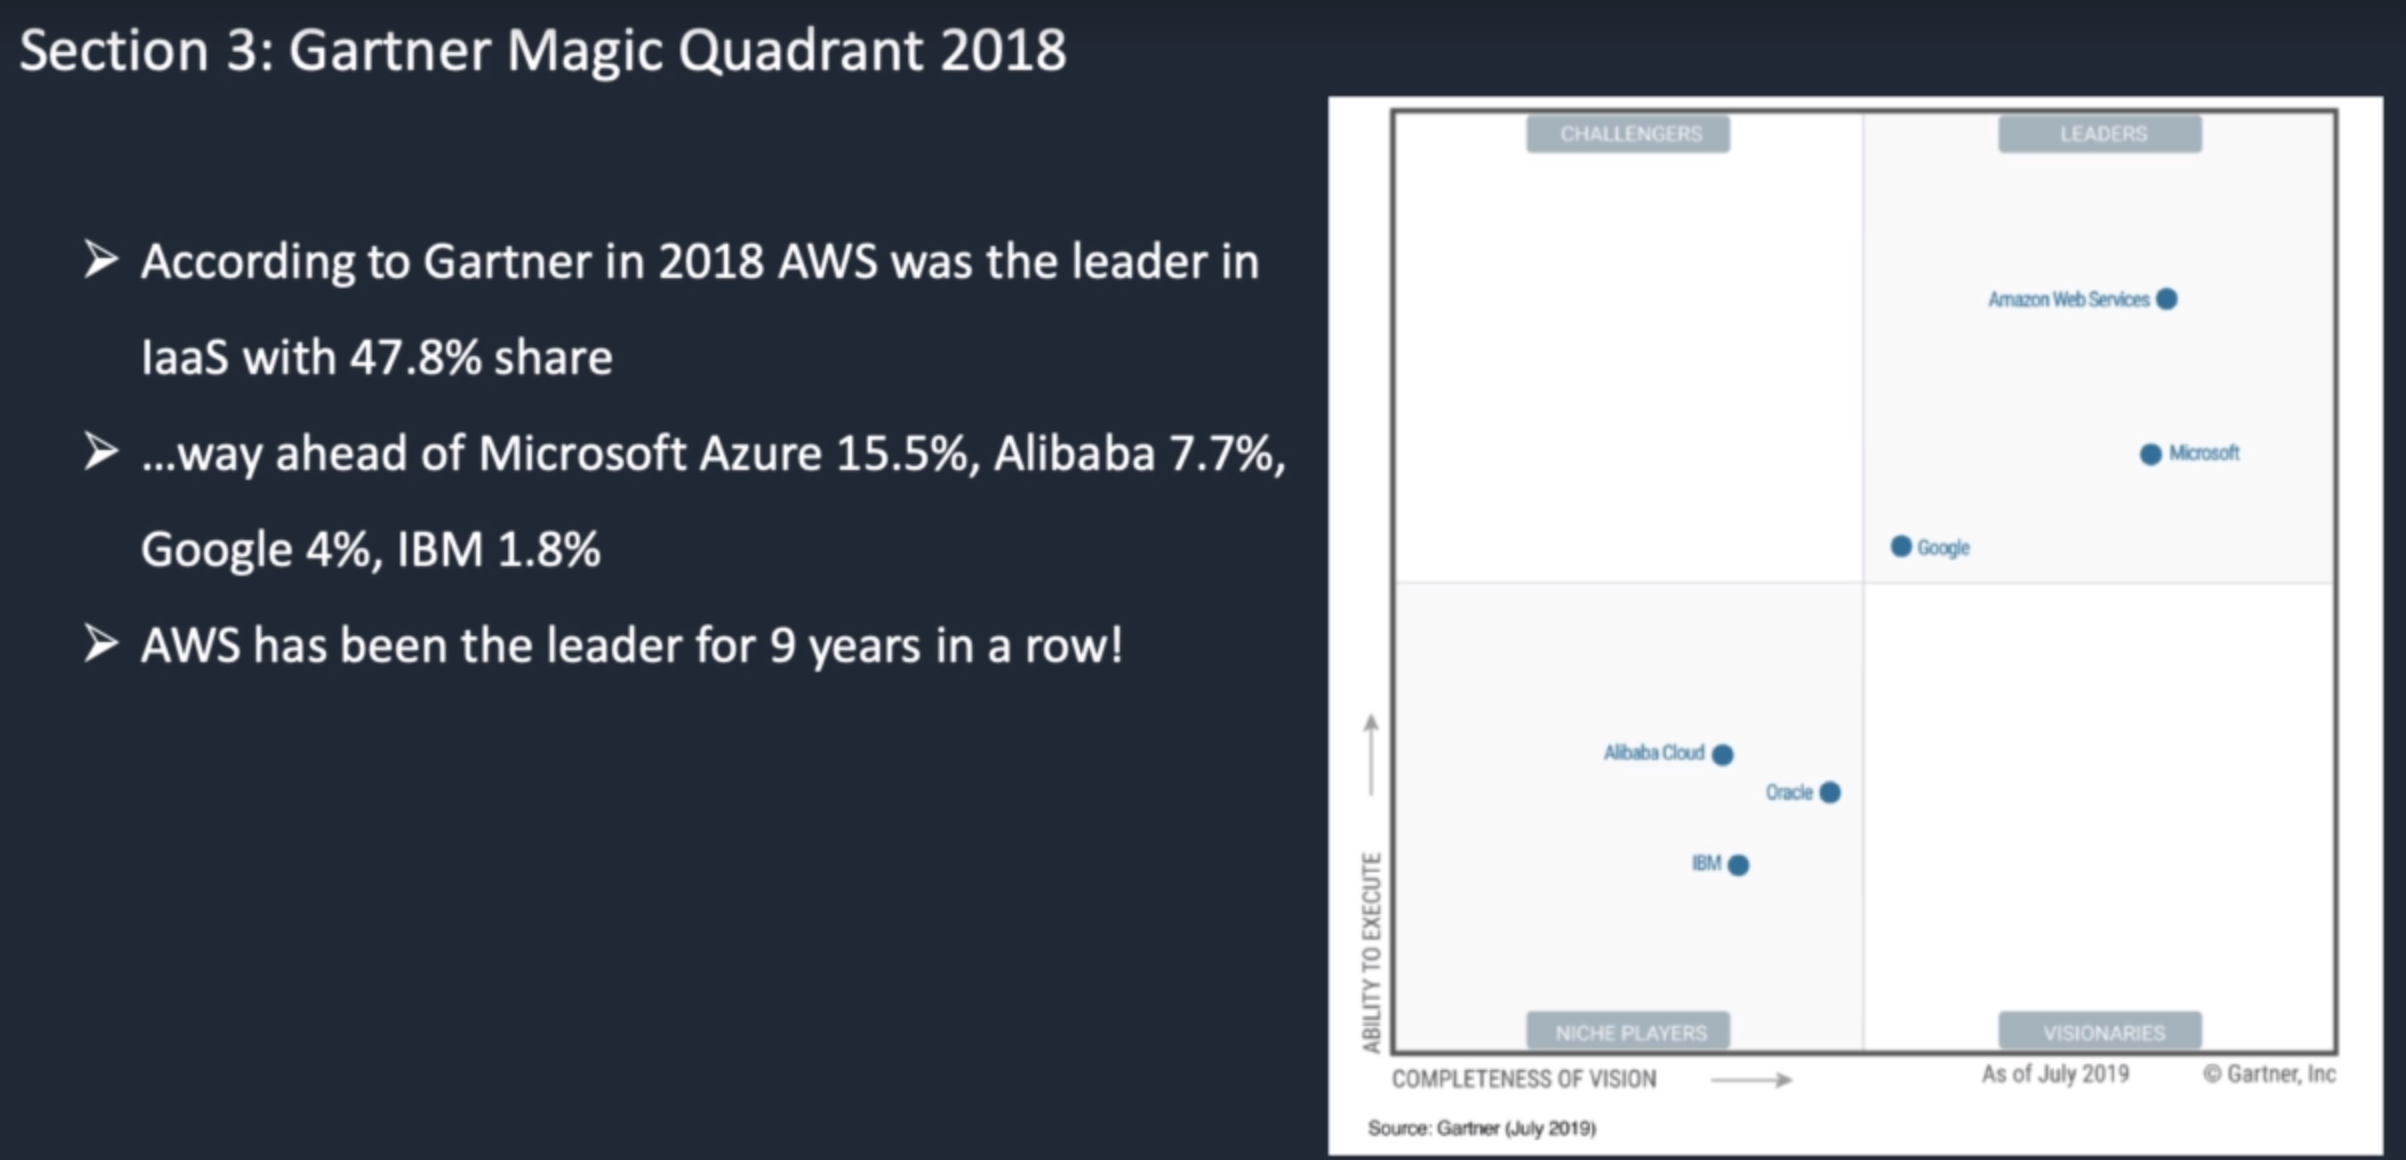 Section 3: Gartner Magic Quadrant 2018
➢ According to Gartner in 2018 AWS was the leader in
IaaS with 47.8% share
➢ ...way ahead of Microsoft Azure 15.5%, Alibaba 7.7%,
Google 4%, IBM 1.8%
➢ AWS has been the leader for 9 years in a row!
CHALLENGERS
LEADERS
Amazon Web Services
Microsoft
Google
Alibaba Cloud
Oracle
IBM
NICHE PLAYERS
VISIONARIES
ABILITY TO EXECUTE
COMPLETENESS OF VISION
As of July 2019
© Gartner, Inc
Source: Gartner (July 2019)